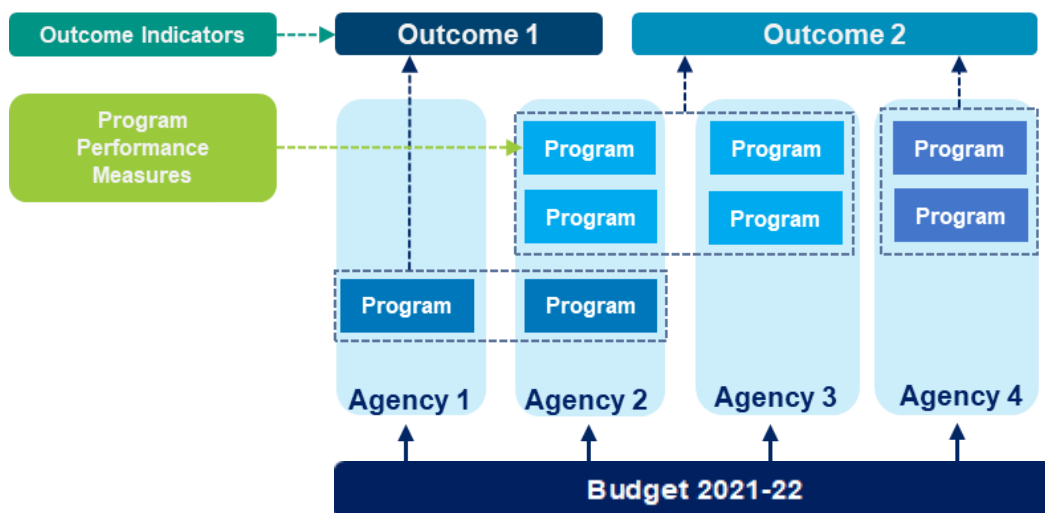 Outcome Indicators
Outcome 1
Outcome 2
Program
Performance
Measures
Program
Program
Program
Program
Program
Program
Program
Program
Agency 1
Agency 2
Agency 3
Agency 4
Budget 2021-22